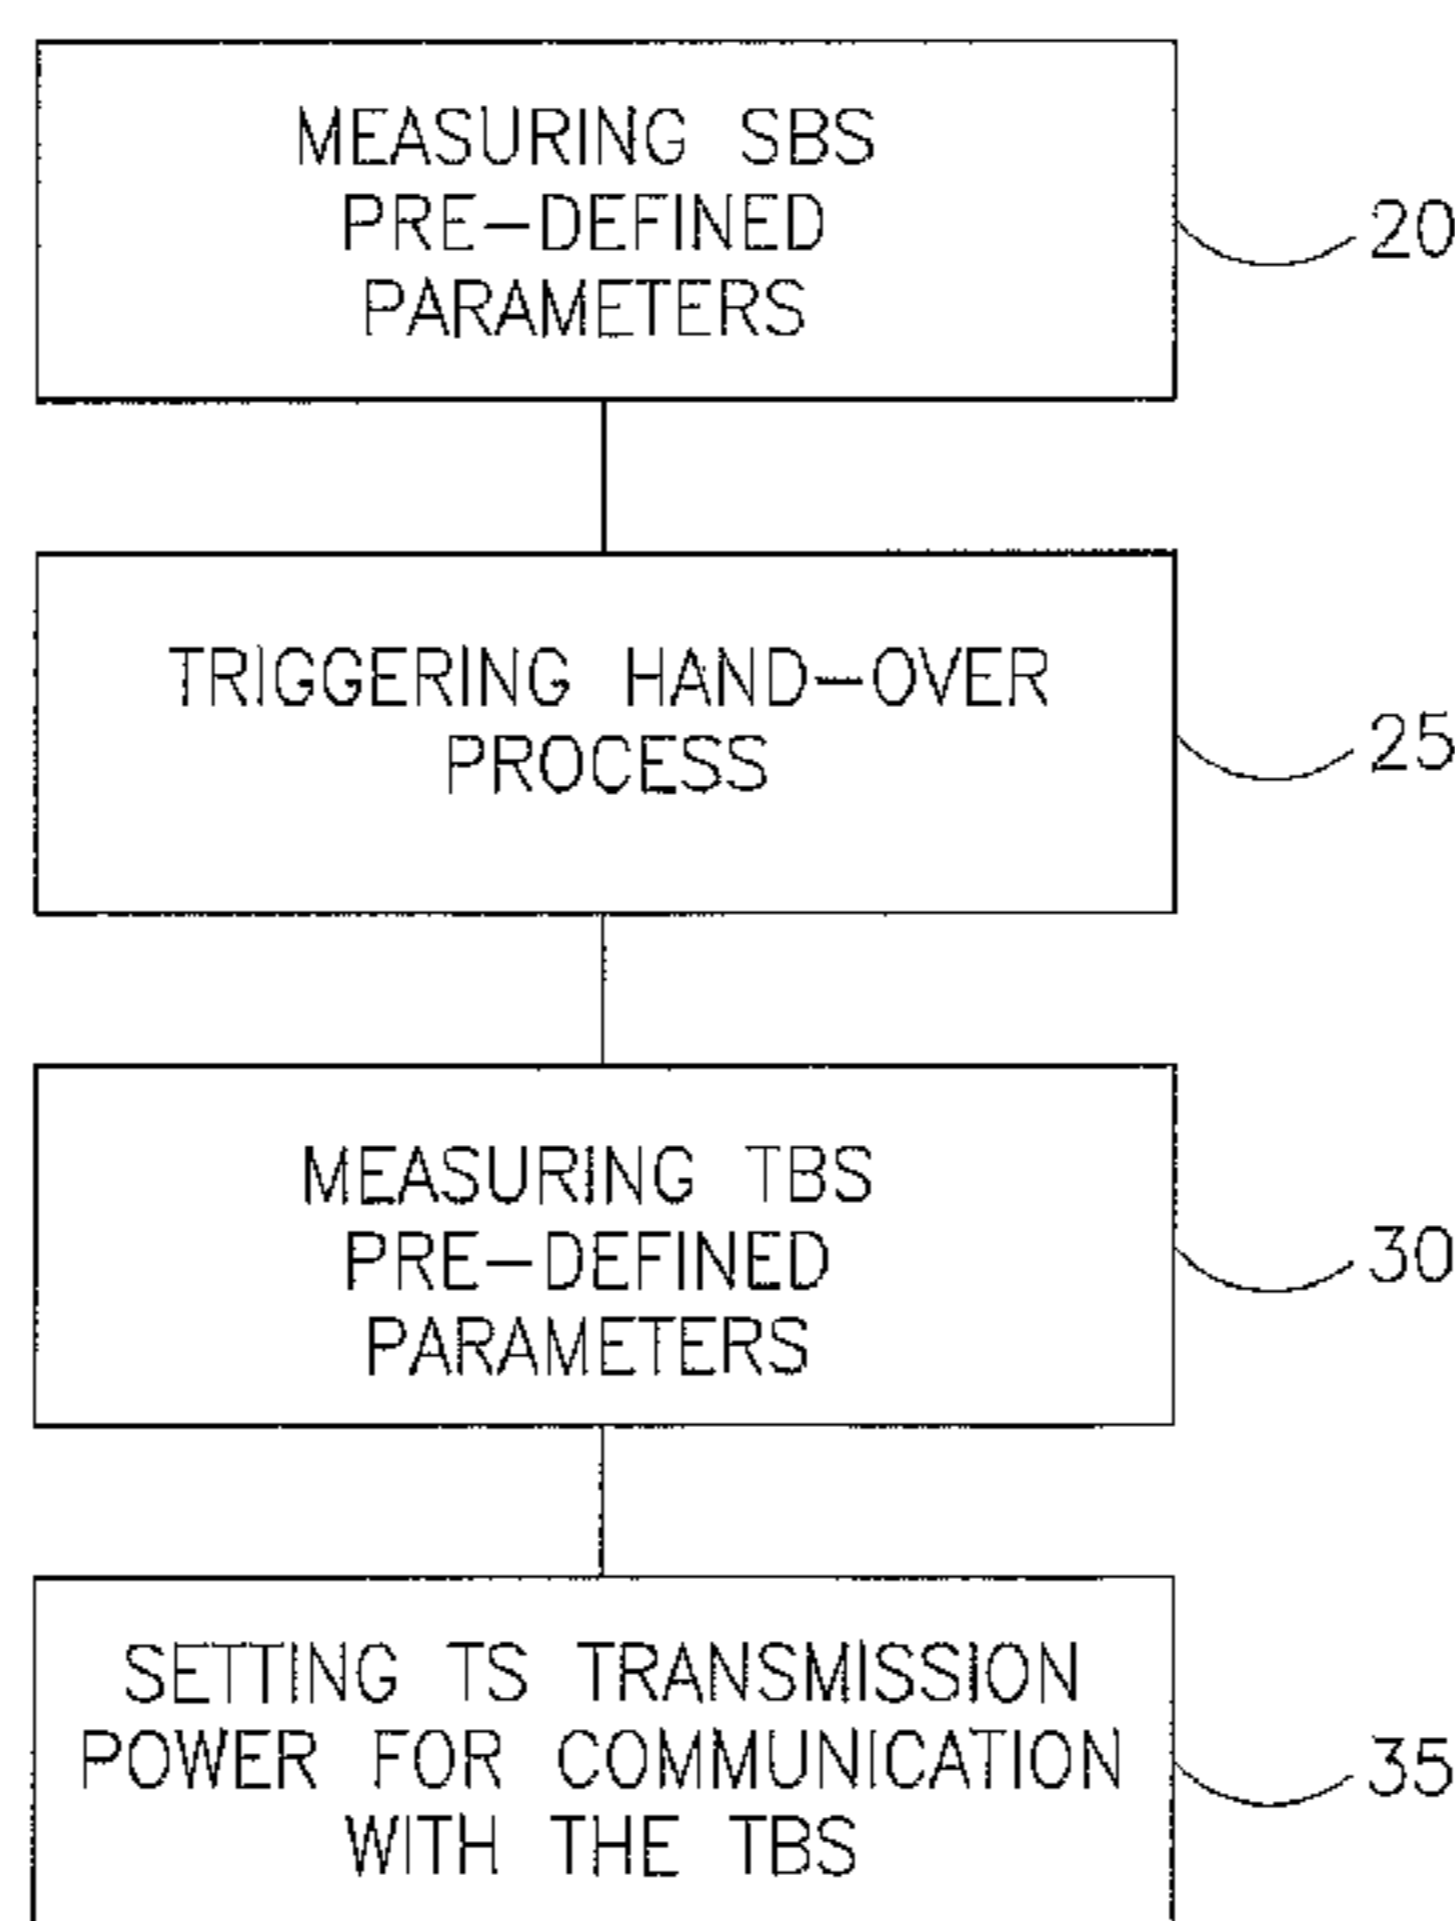 MEASURING SBS
PRE-DEFINED
PARAMETERS
20
TRIGGERING HAND-OVER
PROCESS
25
MEASURING TBS
PRE-DEFINED
PARAMETERS
30
SETTING TS TRANSMISSION
POWER FOR COMMUNICATION
WITH THE TBS
35